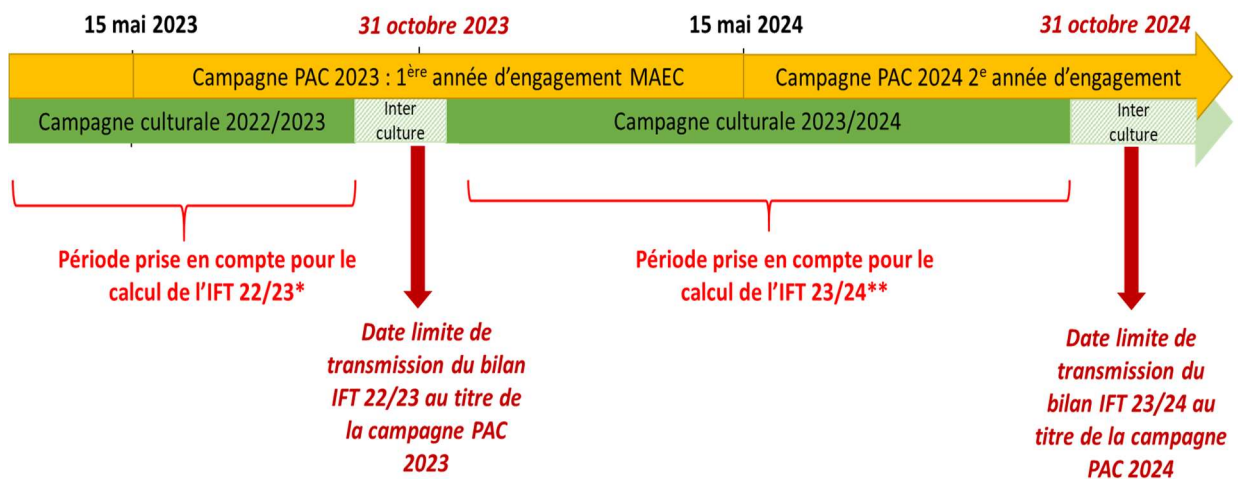 15 mai 2023
31 octobre 2023
15 mai 2024
31 octobre 2024
Campagne PAC 2023 : 1ère année d’engagement MAEC
Campagne PAC 2024 2e année d’engagement
Campagne culturale 2022/2023
Inter
culture
Campagne culturale 2023/2024
Inter
culture
Période prise en compte pour le
calcul de l’IFT 22/23*
Période prise en compte pour le
calcul de l’IFT 23/24**
Date limite de
transmission du bilan
IFT 22/23 au titre de
la campagne PAC
2023
Date limite de
transmission du
bilan IFT 23/24 au
titre de la campagne
PAC 2024